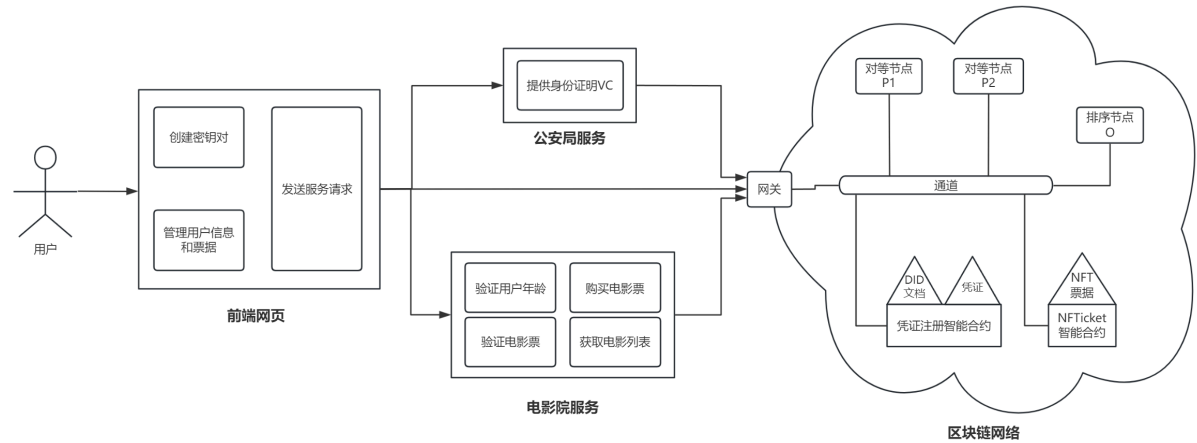 用户
创建密钥对
管理用户信息
和票据
发送服务请求
前端网页
提供身份证明VC
公安局服务
验证用户年龄
购买电影票
验证电影票
获取电影列表
电影院服务
网关
对等节点
P1
对等节点
P2
排序节点
O
通道
DID
文档
凭证
凭证注册智能合约
NFT
票据
NFTicket
智能合约
区块链网络